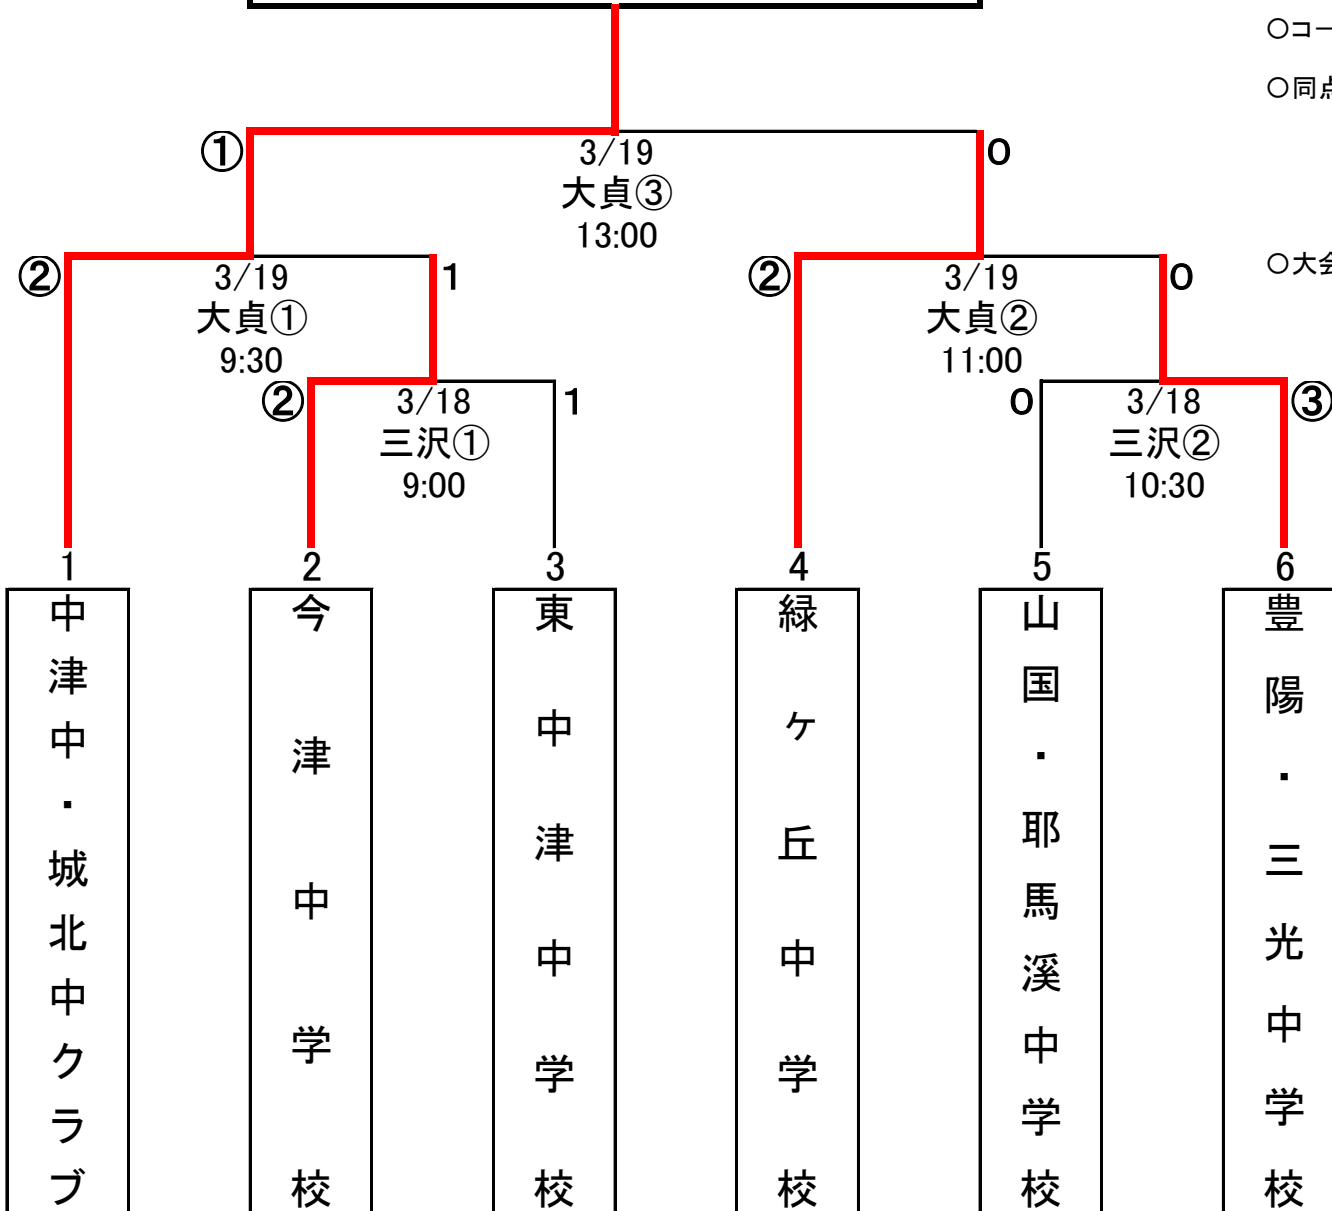 ○コー
○同点
① 3/19 0
大貞③
13:00
② 3/19 1
大貞①
9:30
② 3/19 0
大貞②
11:00
○大会
② 3/18 1
三沢①
9:00
0 3/18 ③
三沢②
10:30
1 2 3 4 5 6
中津中・城北中クラブ
今津中学校
東中津中学校
緑ヶ丘中学校
山国・耶馬溪中学校
豊陽・三光中学校